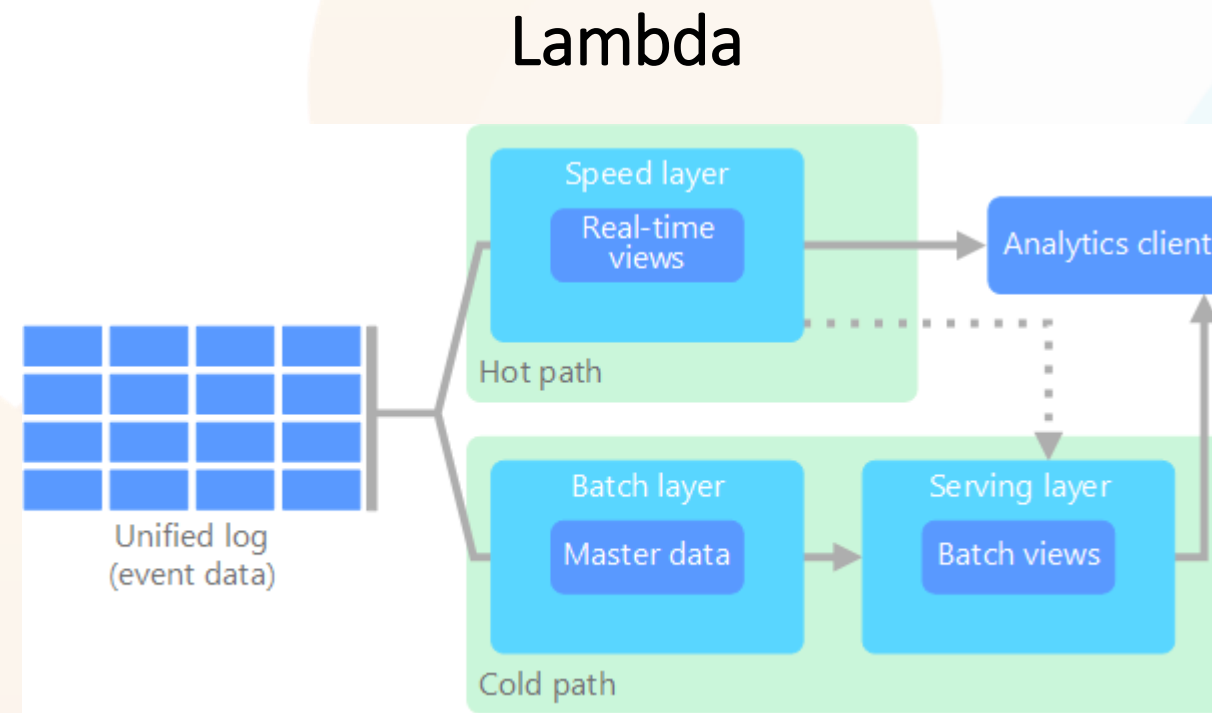 Lambda
Speed layer
Real-time
views
Analytics client
Hot path
Unified log
(event data)
Batch layer
Master data
Serving layer
Batch views
Cold path